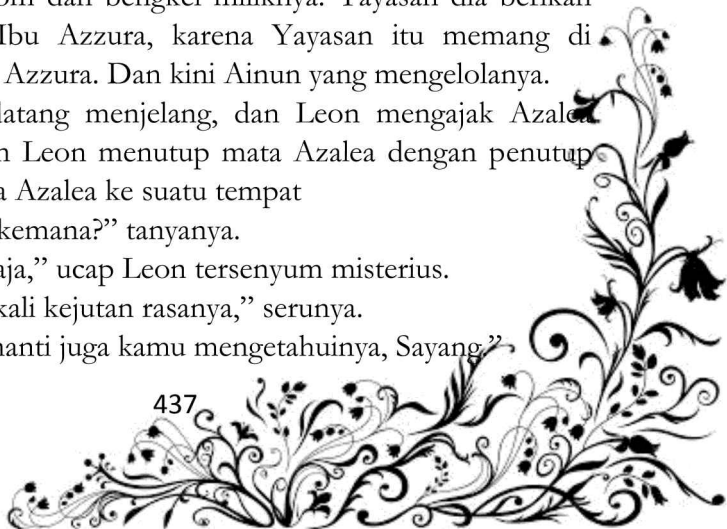 dan bengkel miliknya. Yayasan dia berikan
Ibu Azzura, karena Yayasan itu memang di
Azzura. Dan kini Ainun yang mengelolanya.
menjelang, dan Leon mengajak Azalea
Leon menutup mata Azalea dengan penutup
Azalea ke suatu tempat
kemana?” tanyanya.
aja,” ucap Leon tersenyum misterius.
kali kejutan rasanya,” serunya.
nanti juga kamu mengetahuinya, Sayang.”
437